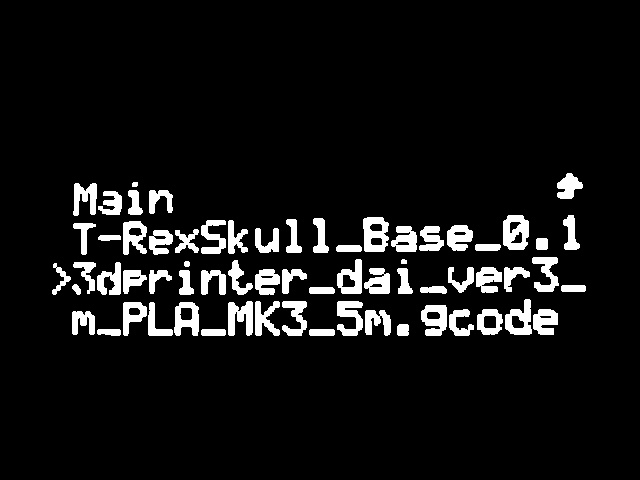 Main
T-RexSkull_Base_0.1
>3dprinter_dai_ver3_
m_PLA_MK3_5m.gcode